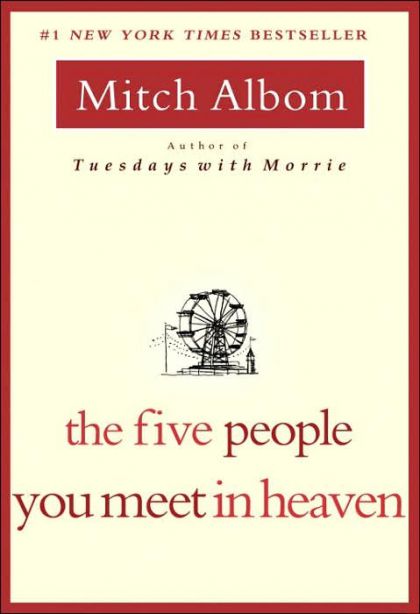 #1 NEW YORK TIMES BESTSELLER
Mitch Albom
Author of
Tuesdays with Morrie
the five people
you meet in heaven